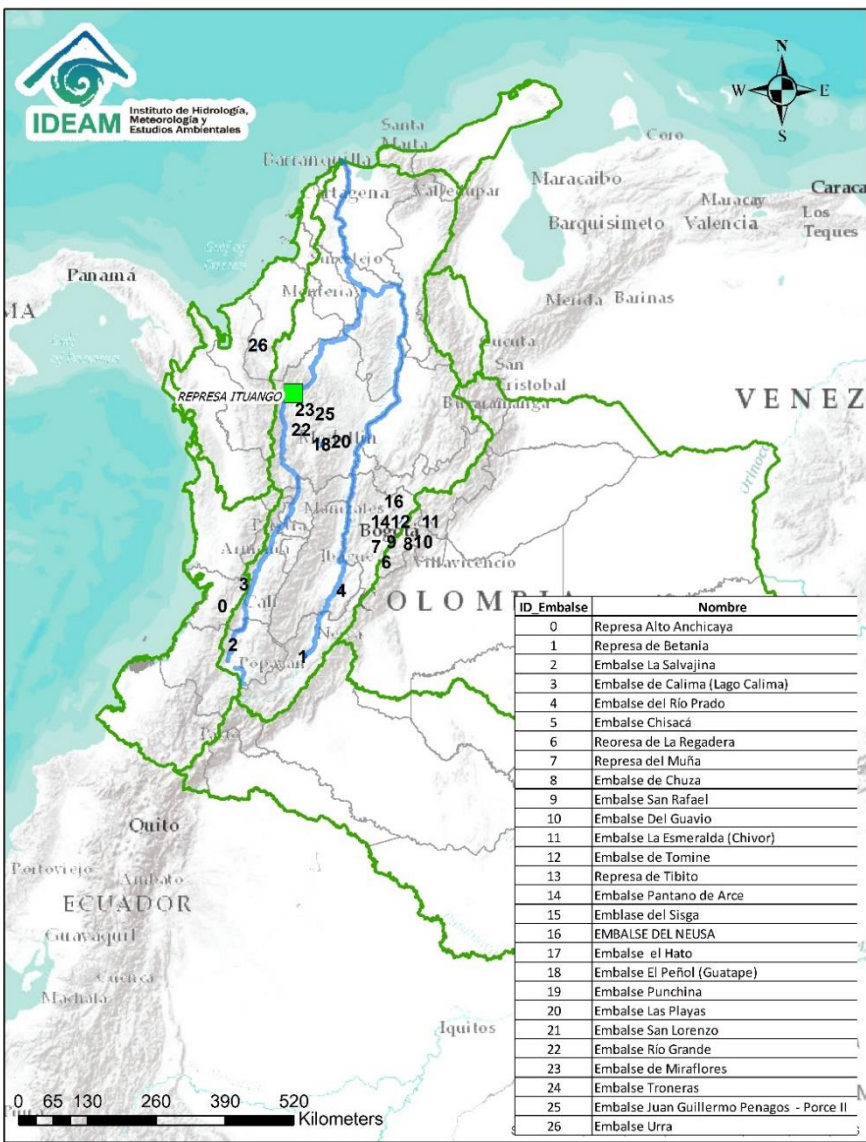 IDEAM
Instituto de Hidrología,
Meteorología y
Estudios Ambientales
N
W E
S
Santa
Marta
Barranquilla
Coro
Maracaibo
Caraca
Maracay
Valledupar
Barquisimeto Valencia
Los
Teques
Panamá
Montería
Merida Barinas
MA
26
San
REPRESA ITUANGO
VENEZ
23 25
22
18 20
Orinoco
16
Manizales
14 12 11
Bogotá
7 9 8 10
Armenia
Ibague
6
Villavicencio
3
4
0
Cali
OLOMBI
2
1
Popayan
Quito
Portoviejo
Ambato
ECUADOR
Guayaquil
Cuenca
Machala
Iquitos
ID_Embalse Nombre
0 Represa Alto Anchicaya
1 Represa de Betania
2 Embalse La Salvajina
3 Embalse de Calima (Lago Calima)
4 Embalse del Río Prado
5 Embalse Chisacá
6 Reoresa de La Regadera
7 Represa del Muña
8 Embalse de Chuza
9 Embalse San Rafael
10 Embalse Del Guavio
11 Embalse La Esmeralda (Chivor)
12 Embalse de Tomine
13 Represa de Tibito
14 Embalse Pantano de Arce
15 Emblase del Sisga
16 EMBALSE DEL NEUSA
17 Embalse el Hato
18 Embalse El Peñol (Guatape)
19 Embalse Punchina
20 Embalse Las Playas
21 Embalse San Lorenzo
22 Embalse Río Grande
23 Embalse de Miraflores
24 Embalse Troneras
25 Embalse Juan Guillermo Penagos - Porce II
26 Embalse Urra
0 65 130 260 390 520
Kilometers